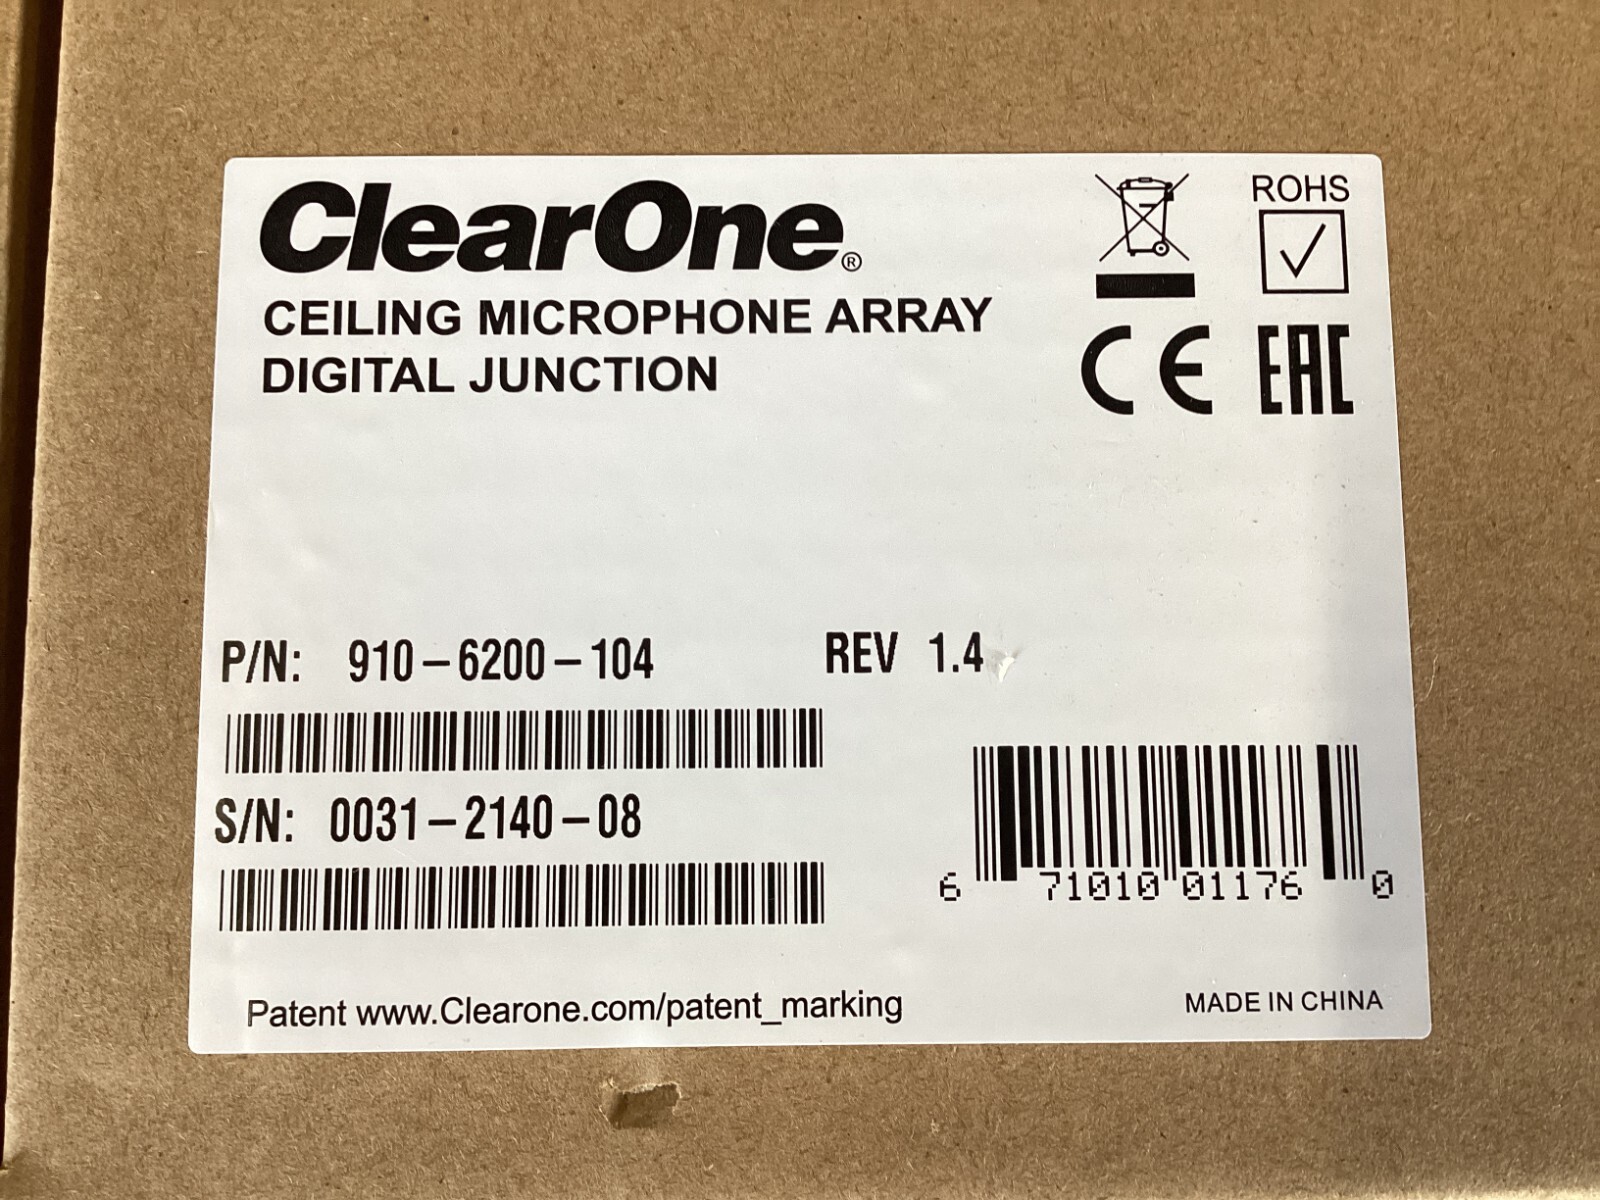 ClearOne®
CEILING MICROPHONE ARRAY
DIGITAL JUNCTION
ROHS
CE EAC
P/N: 910-6200-104 REV 1.4
S/N: 0031-2140-08
6 71010 01176 0
Patent www.Clearone.com/patent_marking
MADE IN CHINA